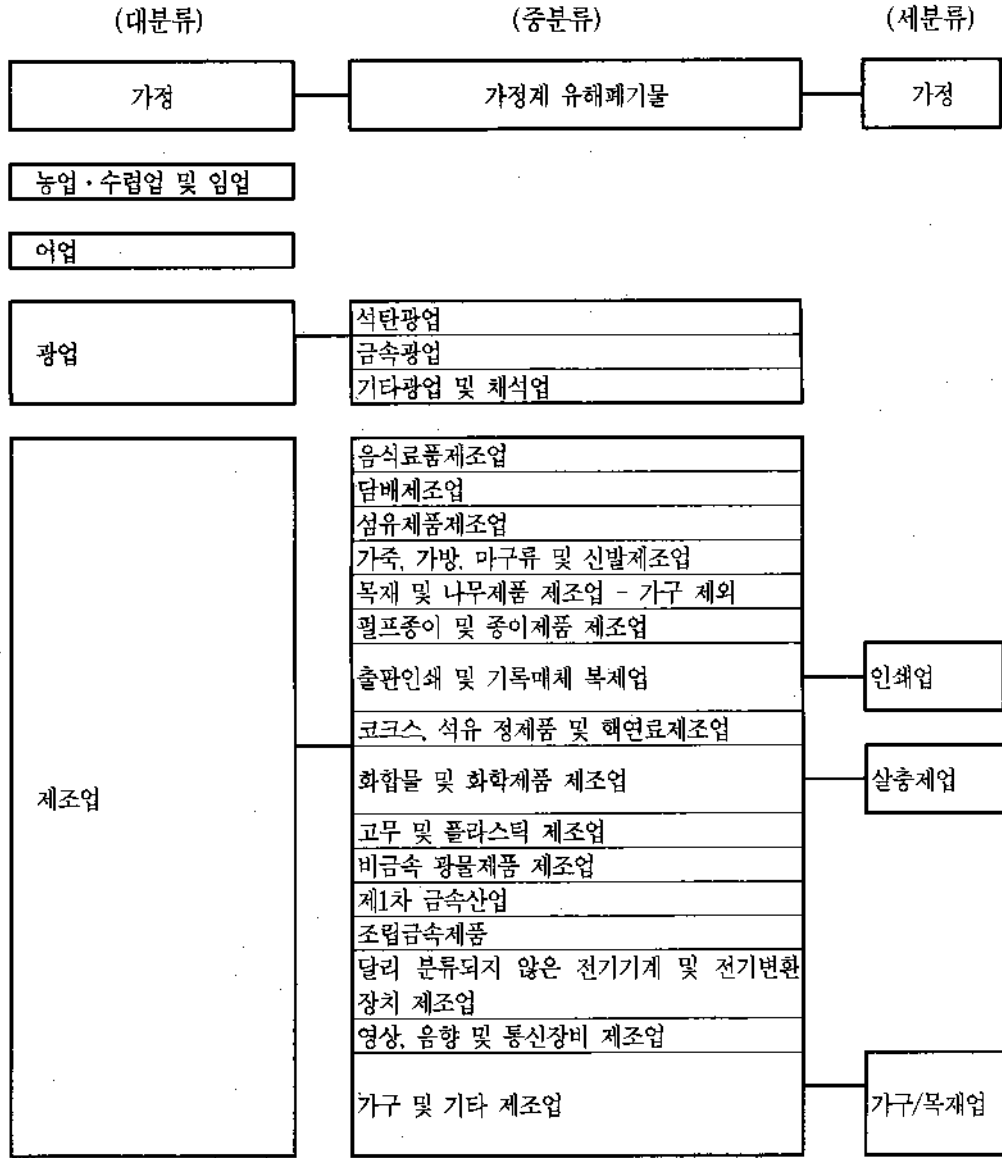 (대분류) (중분류) (세분류)
가정 가정계 유해폐기물 가정
농업·수렵업 및 임업
어업
광업
석탄광업
금속광업
기타광업 및 채석업
제조업
음식료품제조업
담배제조업
섬유제품제조업
가죽, 가방, 마구류 및 신발제조업
목재 및 나무제품 제조업 - 가구 제외
펄프종이 및 종이제품 제조업
출판인쇄 및 기록매체 복제업 인쇄업
코크스, 석유 정제품 및 핵연료제조업
화합물 및 화학제품 제조업 살충제업
고무 및 플라스틱 제조업
비금속 광물제품 제조업
제1차 금속산업
조립금속제품
달리 분류되지 않은 전기기계 및 전기변환
장치 제조업
영상, 음향 및 통신장비 제조업
가구 및 기타 제조업 가구/목재업